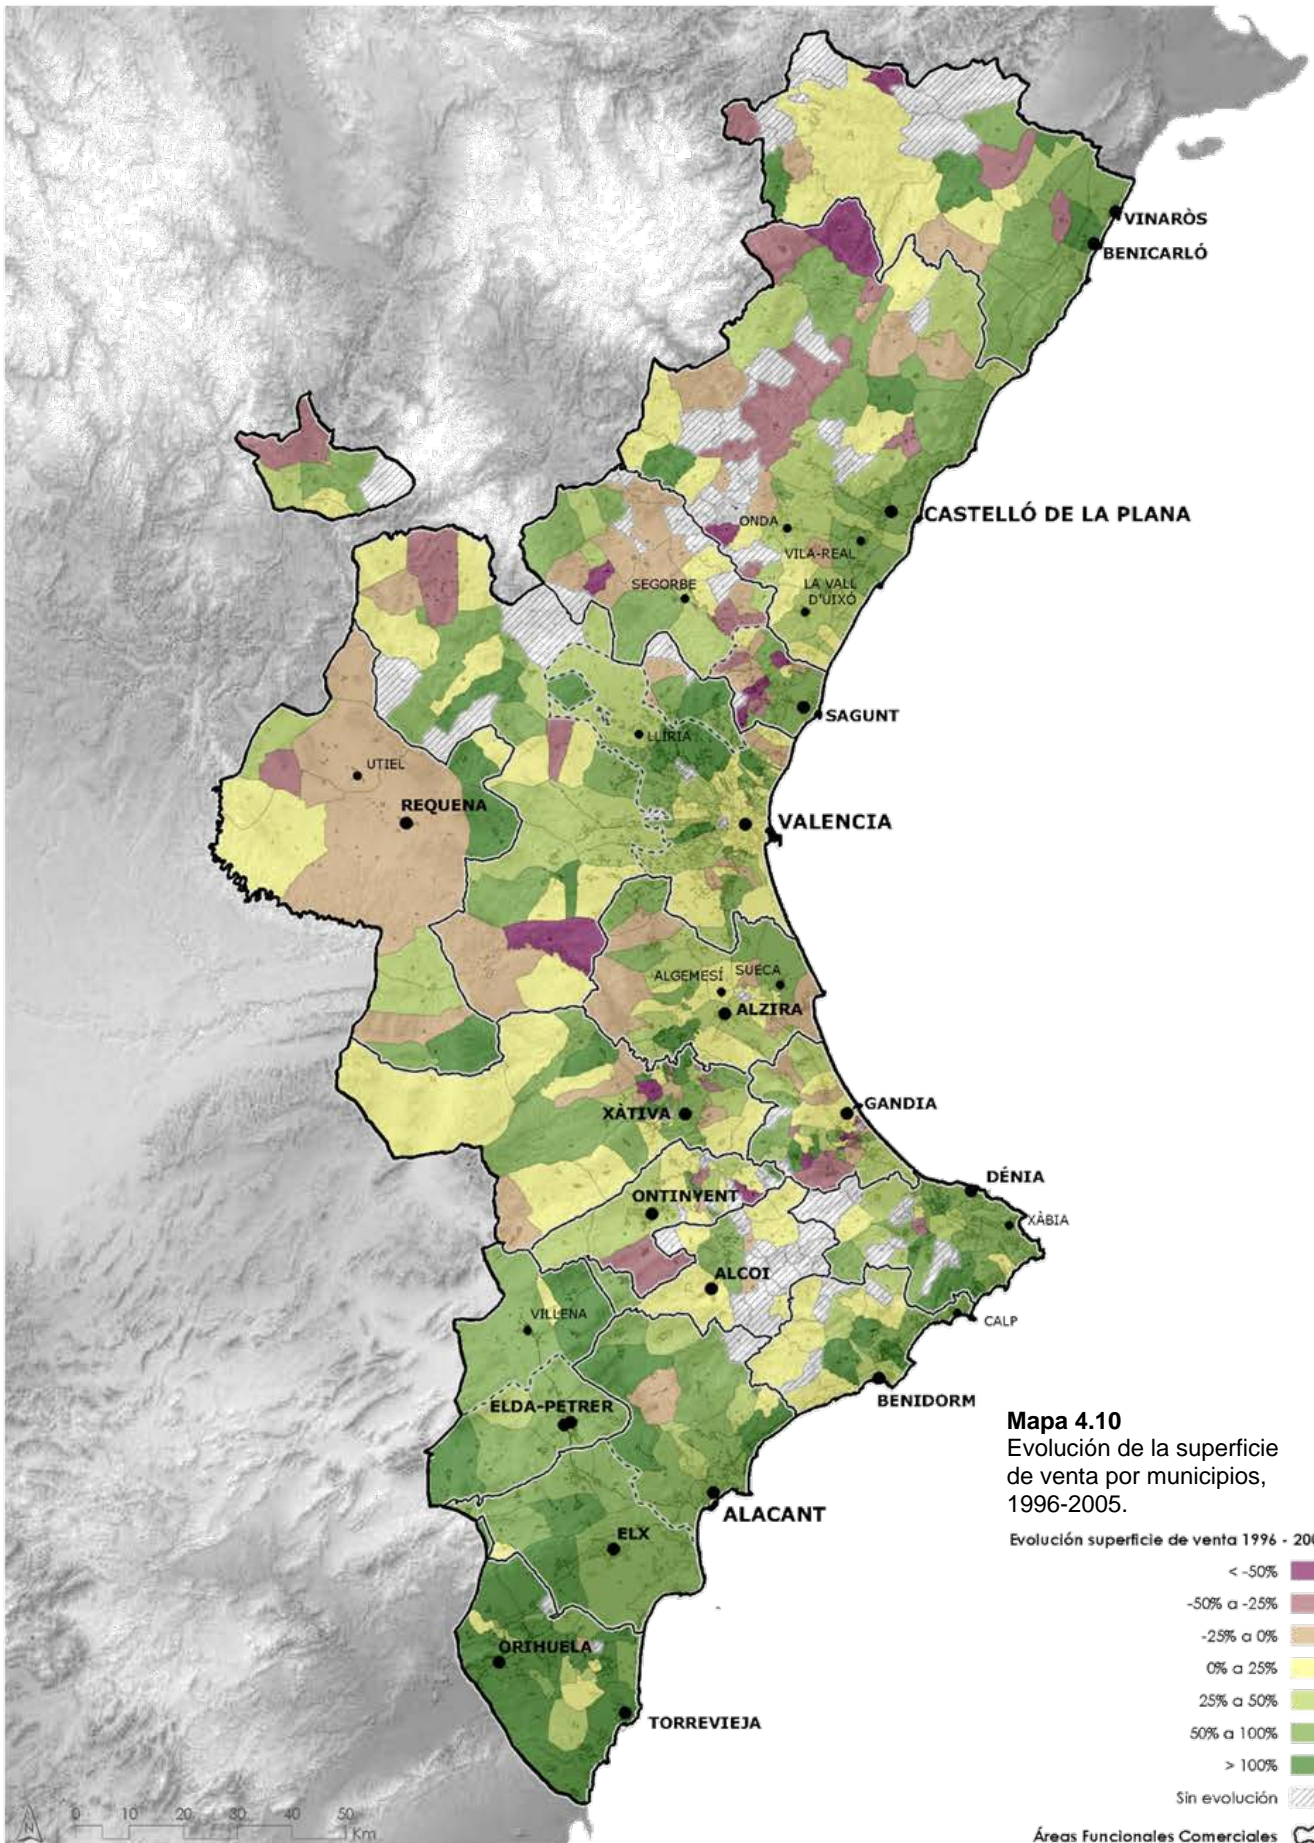 VINARÒS
BENICARLÓ
CASTELLÓ DE LA PLANA
ONDA
VILA-REAL
SEGORBE
LA VALL
D'UIXÓ
SAGUNT
LLÍRIA
UTIEL
REQUENA
VALENCIA
ALGEMESÍ
SUECA
ALZIRA
GANDIA
XÀTIVA
DÉNIA
ONTINYENT
XÀBIA
ALCOI
VILLENA
CALP
BENIDORM
ELDA-PETRER
Mapa 4.10
Evolución de la superficie
de venta por municipios,
1996-2005.
ALACANT
ELX
Evolución superficie de venta 1996 - 200
< -50%
-50% a -25%
-25% a 0%
0% a 25%
25% a 50%
50% a 100%
> 100%
Sin evolución
Áreas Funcionales Comerciales
ORIHUELA
TORREVIEJA
N
0 10 20 30 40 50
Km